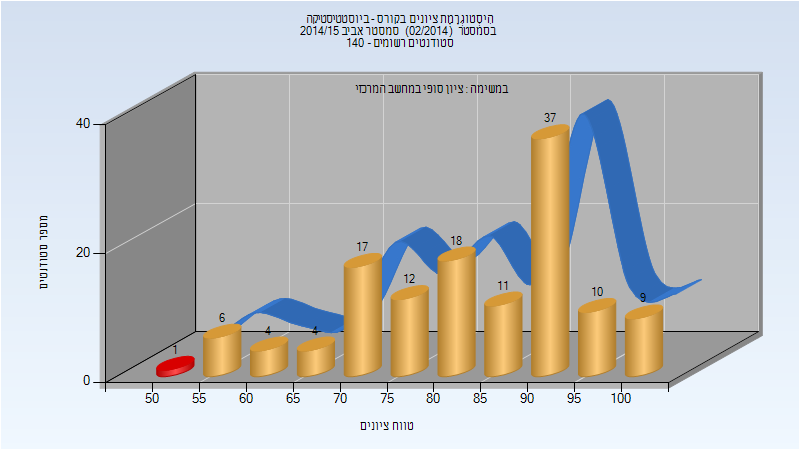 היסטוגרמת ציונים בקורס - ביוסטטיסטיקה
בסמסטר (02/2014) סמסטר אביב 2014/15
סטודנטים רשומים - 140
במשימה : ציון סופי במחשב המרכזי
מספר סטודנטים
40
20
0
1
6
4
4
17
12
18
11
37
10
9
50 55 60 65 70 75 80 85 90 95 100
טווח ציונים